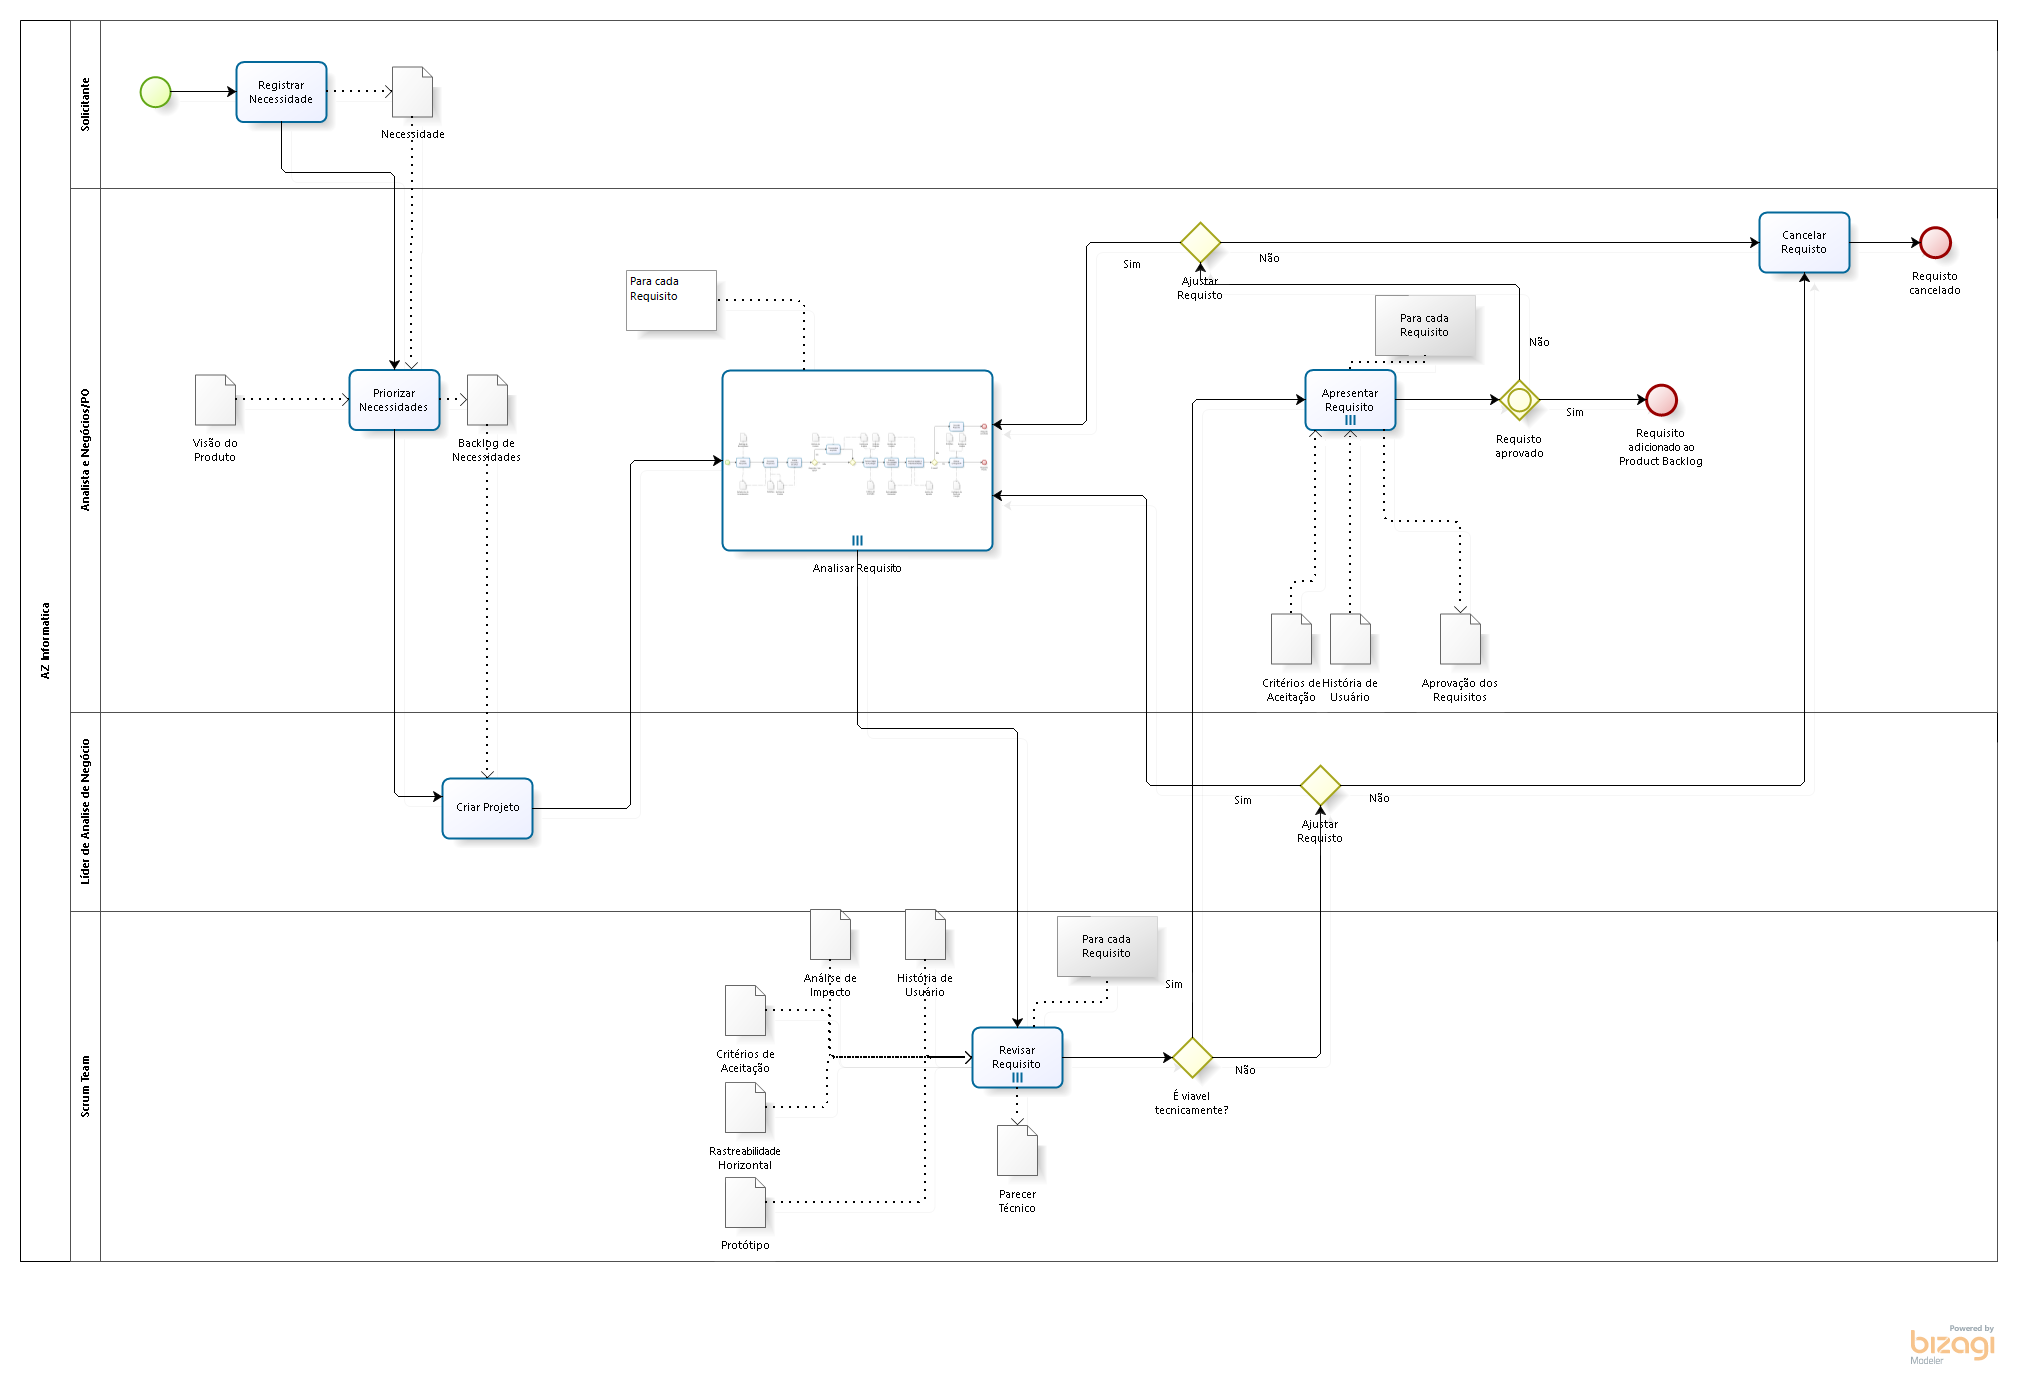 AZ Informatica
Solicitante
Registrar
Necessidade
Necessidade
Analista e Negócios/PO
Visão do
Produto
Priorizar
Necessidades
Backlog de
Necessidades
Para cada
Requisito
Analisar Requisito
Sim
Ajustar
Requisto
Não
Para cada
Requisito
Apresentar
Requisito
Não
Requisto
aprovado
Sim
Requisito
adicionado ao
Product Backlog
Cancelar
Requisto
Requisto
cancelado
Critérios de
Aceitação
História de
Usuário
Aprovação dos
Requisitos
Líder de Analise de Negócio
Criar Projeto
Sim
Ajustar
Requisto
Não
Scrum Team
Análise de
Impacto
História de
Usuário
Critérios de
Aceitação
Rastreabilidade
Horizontal
Protótipo
Para cada
Requisito
Sim
Revisar
Requisito
Parecer
Técnico
É viavel
tecnicamente?
Não
Powered by
bizagi
Modeler